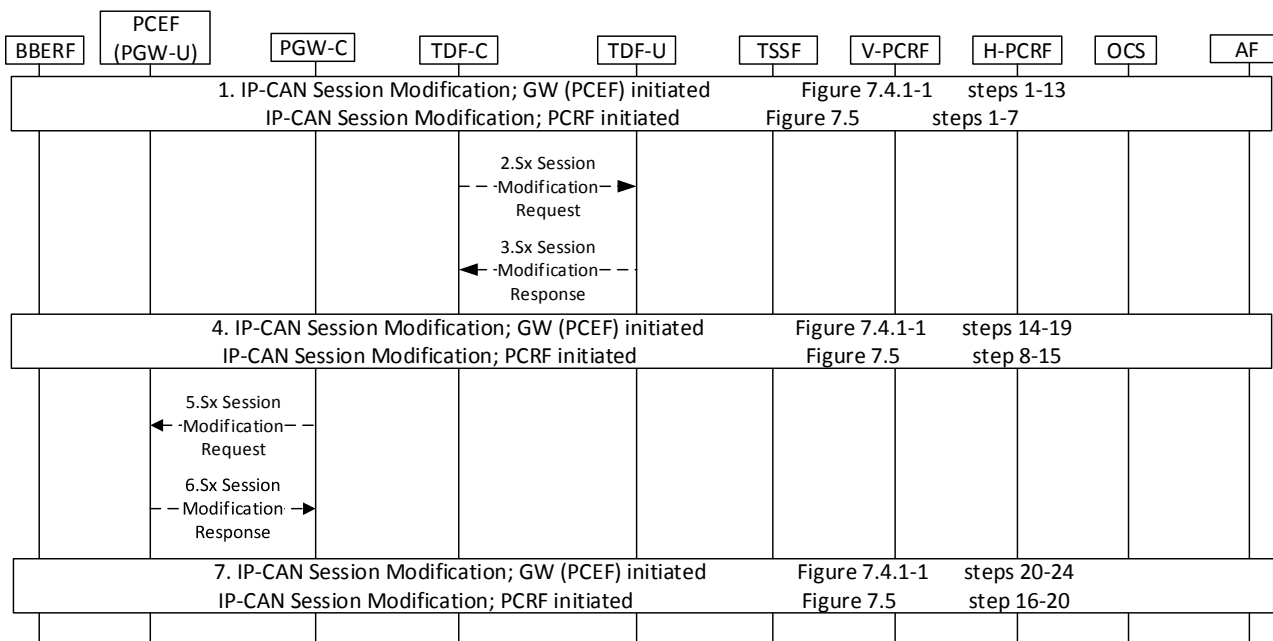 PCEF
(PGW-U)
BBERF
PGW-C
TDF-C
TDF-U
TSSF
V-PCRF
H-PCRF
OCS
AF
1. IP-CAN Session Modification; GW (PCEF) initiated Figure 7.4.1-1 steps 1-13
IP-CAN Session Modification; PCRF initiated Figure 7.5 steps 1-7
2.Sx Session
Modification
Request
3.Sx Session
Modification
Response
4. IP-CAN Session Modification; GW (PCEF) initiated Figure 7.4.1-1 steps 14-19
IP-CAN Session Modification; PCRF initiated Figure 7.5 step 8-15
5.Sx Session
Modification
Request
6.Sx Session
Modification
Response
7. IP-CAN Session Modification; GW (PCEF) initiated Figure 7.4.1-1 steps 20-24
IP-CAN Session Modification; PCRF initiated Figure 7.5 step 16-20